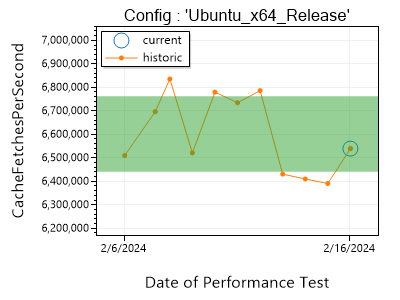 Config : 'Ubuntu_x64_Release'
current
historic
CacheFetchesPerSecond
7,000,000
6,900,000
6,800,000
6,700,000
6,600,000
6,500,000
6,400,000
6,300,000
6,200,000
2/6/2024
2/16/2024
Date of Performance Test